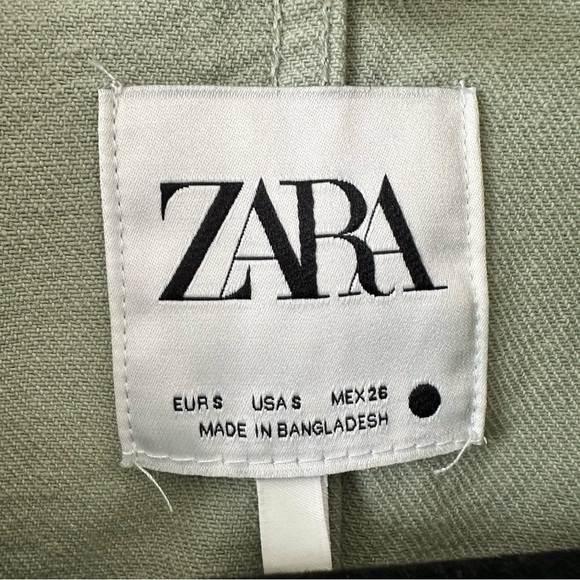 ZARA
EUR S USA S MEX 26
MADE IN BANGLADESH